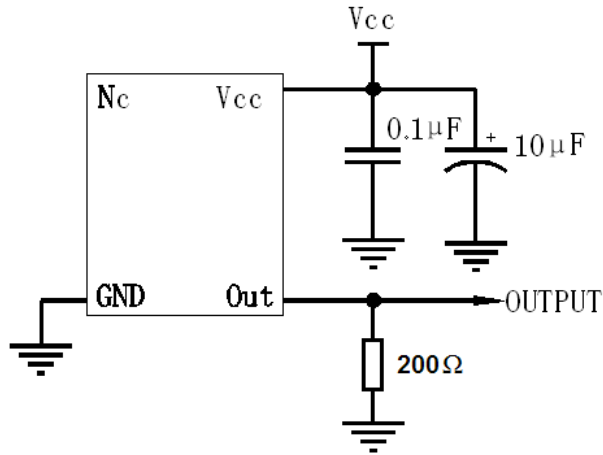 Vcc
Nc Vcc
0.1μF
+
10μF
GND Out
OUTPUT
200Ω